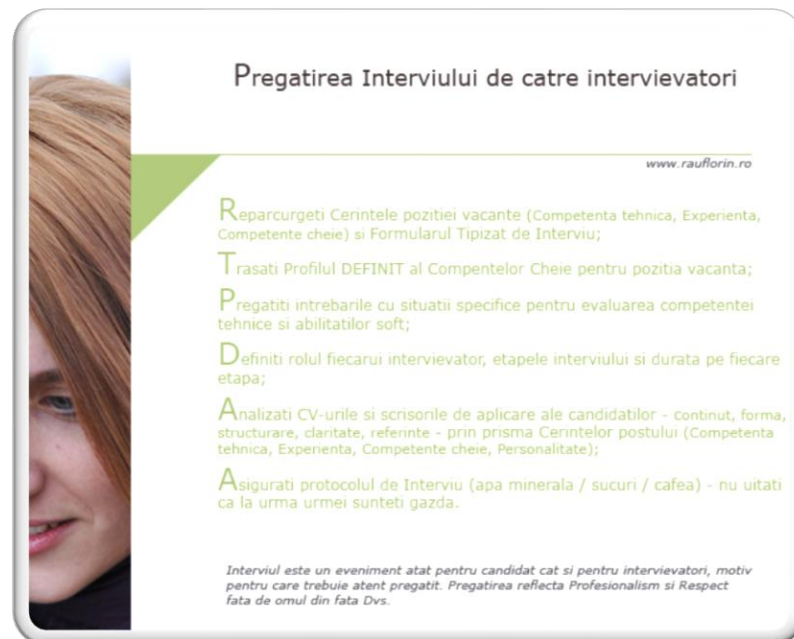 Pregatirea Interviului de catre intervievatori
www.rauflorin.ro
Reparcurgeti Cerintele pozitiei vacante (Competenta tehnica, Experienta,
Competente cheie) si Formularul Tipizat de Interviu;
Trasati Profilul DEFINIT al Compentelor Cheie pentru pozitia vacanta;
Pregatiti intrebarile cu situatii specifice pentru evaluarea competentei
tehnice si abilitatilor soft;
Definiti rolul fiecarui intervievator, etapele interviului si durata pe fiecare
etapa;
Analizati CV-urile si scrisorile de aplicare ale candidatilor - continut, forma,
structurare, claritate, referinte - prin prisma Cerintelor postului (Competenta
tehnica, Experienta, Competente cheie, Personalitate);
Asigurati protocolul de Interviu (apa minerala / sucuri / cafea) - nu uitati
ca la urma urmei sunteti gazda.
Interviul este un eveniment atat pentru candidat cat si pentru intervievatori, motiv
pentru care trebuie atent pregatit. Pregatirea reflecta Profesionalism si Respect
fata de omul din fata Dvs.